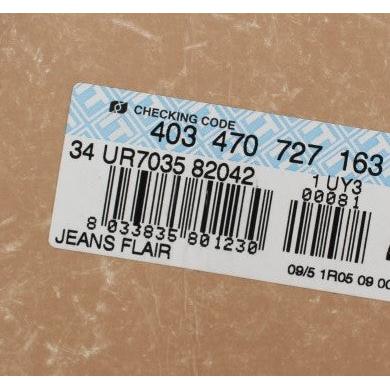 CHECKING CODE
403 470 727 163
34 UR7035 82042
1 UY3
00081
8 033835 801230
JEANS FLAIR
09/5 1R05 09 00